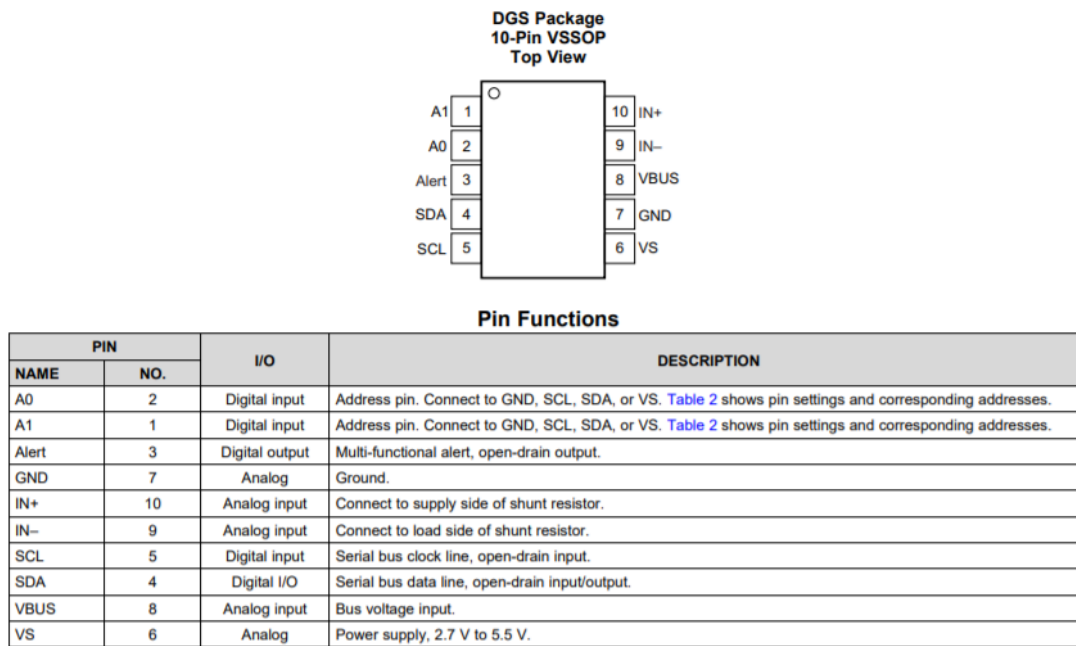 DGS Package
10-Pin VSSOP
Top View
A1 1 10 IN+
A0 2 9 IN–
Alert 3 8 VBUS
SDA 4 7 GND
SCL 5 6 VS
Pin Functions
PIN I/O DESCRIPTION
NAME NO.
A0 2 Digital input Address pin. Connect to GND, SCL, SDA, or VS. Table 2 shows pin settings and corresponding addresses.
A1 1 Digital input Address pin. Connect to GND, SCL, SDA, or VS. Table 2 shows pin settings and corresponding addresses.
Alert 3 Digital output Multi-functional alert, open-drain output.
GND 7 Analog Ground.
IN+ 10 Analog input Connect to supply side of shunt resistor.
IN– 9 Analog input Connect to load side of shunt resistor.
SCL 5 Digital input Serial bus clock line, open-drain input.
SDA 4 Digital I/O Serial bus data line, open-drain input/output.
VBUS 8 Analog input Bus voltage input.
VS 6 Analog Power supply, 2.7 V to 5.5 V.